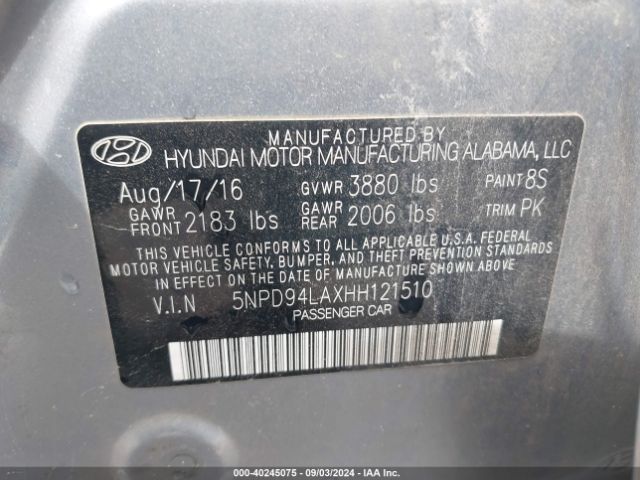 MANUFACTURED BY
HYUNDAI MOTOR MANUFACTURING ALABAMA, LLC
Aug/17/16 GVWR 3880 lbs PAINT 8S
GAWR FRONT 2183 lbs GAWR REAR 2006 lbs TRIM PK
THIS VEHICLE CONFORMS TO ALL APPLICABLE U.S.A. FEDERAL
MOTOR VEHICLE SAFETY, BUMPER, AND THEFT PREVENTION STANDARDS
IN EFFECT ON THE DATE OF MANUFACTURE SHOWN ABOVE.
V.I.N 5NPD94LAXHH121510
PASSENGER CAR
000-40245075 - 09/03/2024 - IAA Inc.